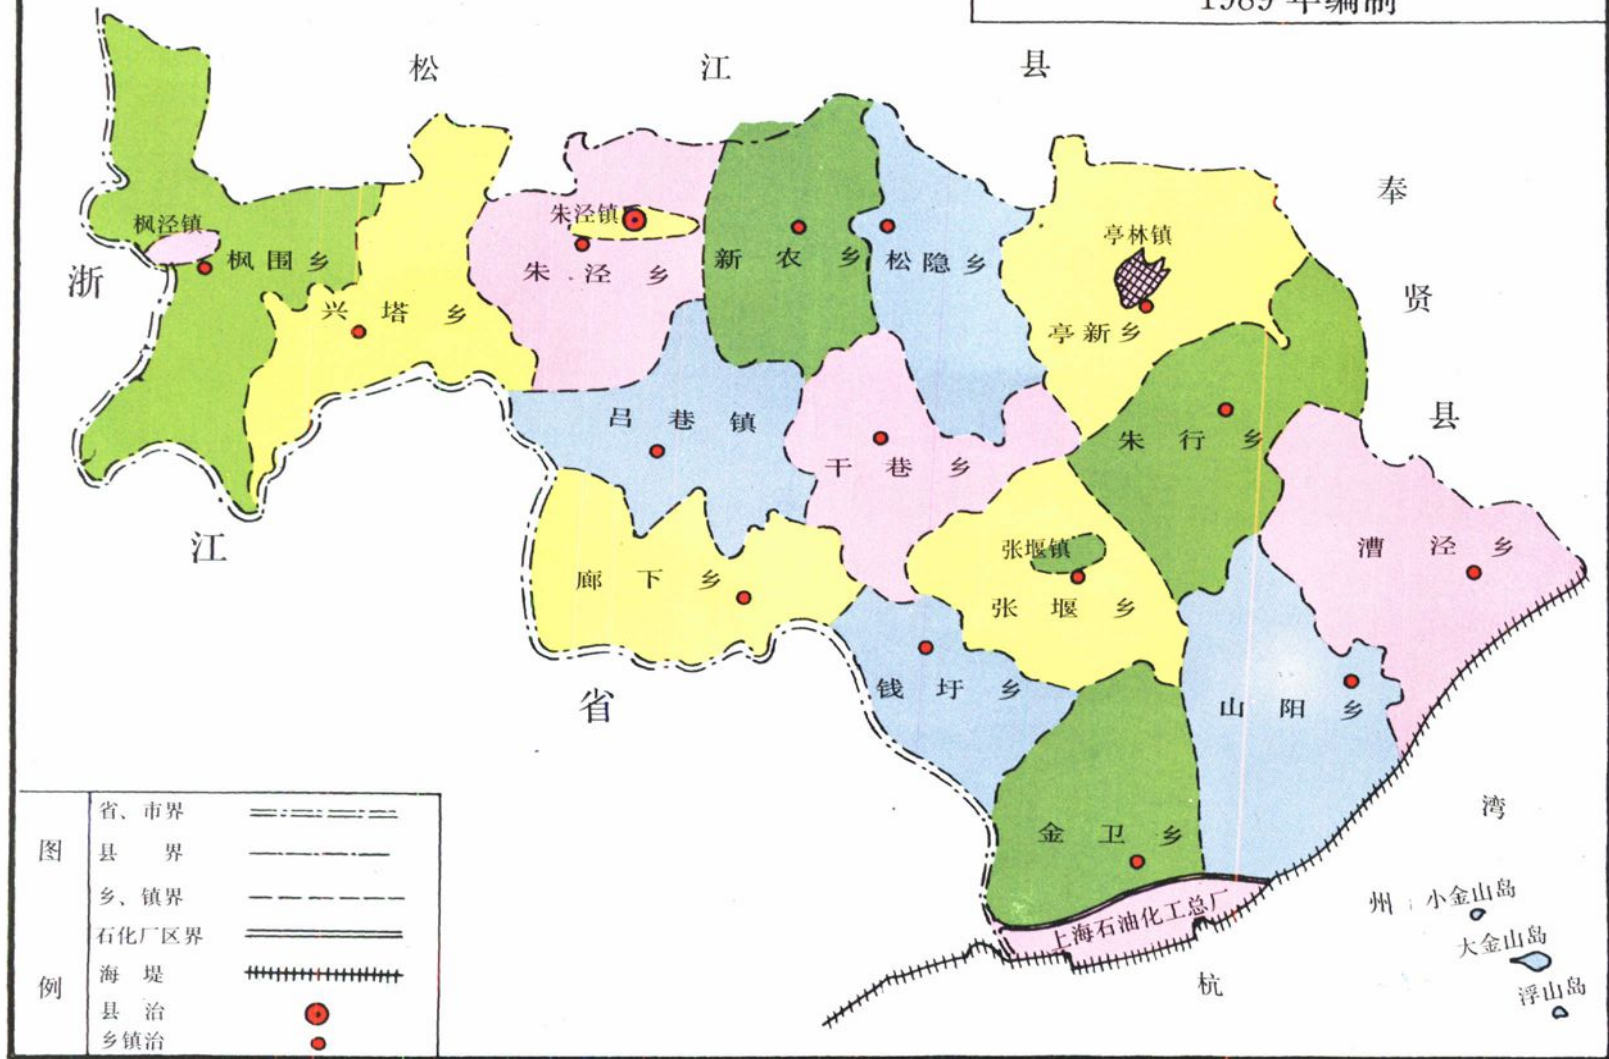 1989 年编制
松 江 县
奉
贤
县
浙
江
省
枫泾镇
枫围乡
兴 塔 乡
朱泾镇
朱 泾 乡
新 农 乡
松隐乡
亭林镇
亭新乡
吕 巷 镇
干 巷 乡
朱 行 乡
廊 下 乡
张堰镇
张 堰 乡
漕 泾 乡
钱 圩 乡
山 阳 乡
金 卫 乡
上海石油化工总厂
湾
州
杭
小金山岛
大金山岛
浮山岛
图
例
省、市界
县 界
乡、镇界
石化厂区界
海 堤
县 治
乡镇治